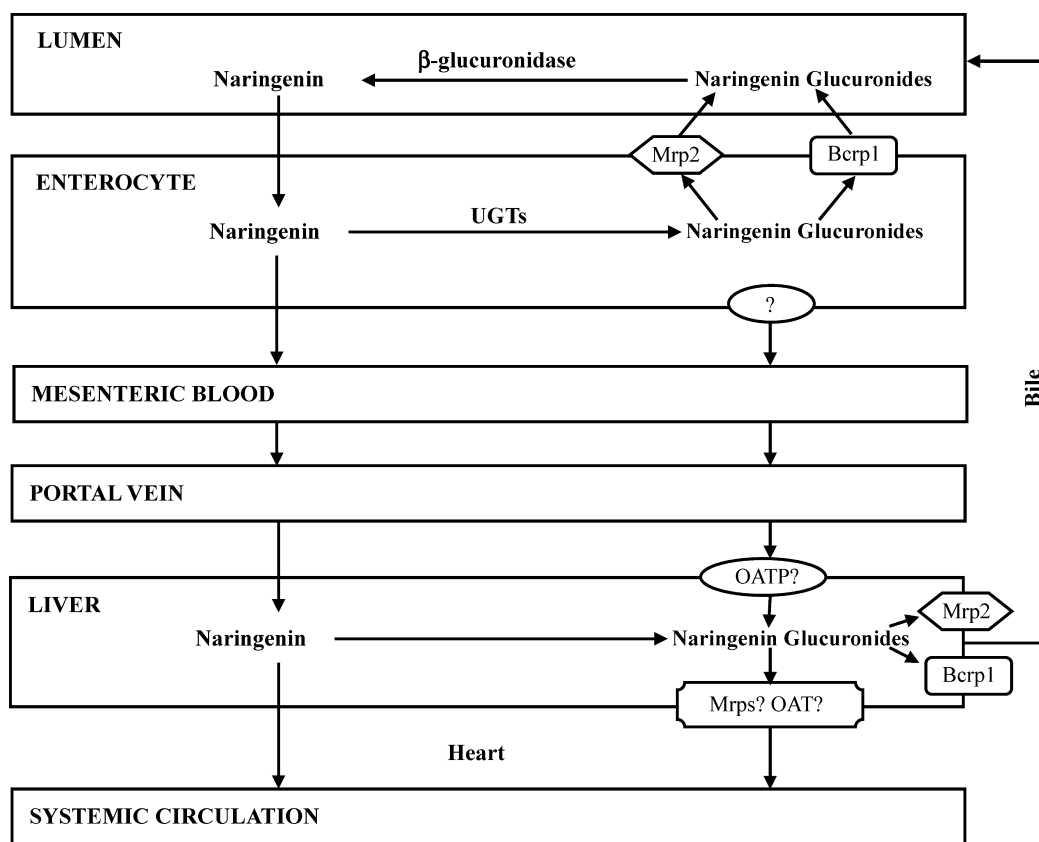 LUMEN
β-glucuronidase
Naringenin
Naringenin Glucuronides
Mrp2
Bcrp1
ENTEROCYTE
UGTs
Naringenin
Naringenin Glucuronides
?
MESENTERIC BLOOD
Bile
PORTAL VEIN
OATP?
LIVER
Mrp2
Naringenin
Naringenin Glucuronides
Bcrp1
Mrps? OAT?
Heart
SYSTEMIC CIRCULATION